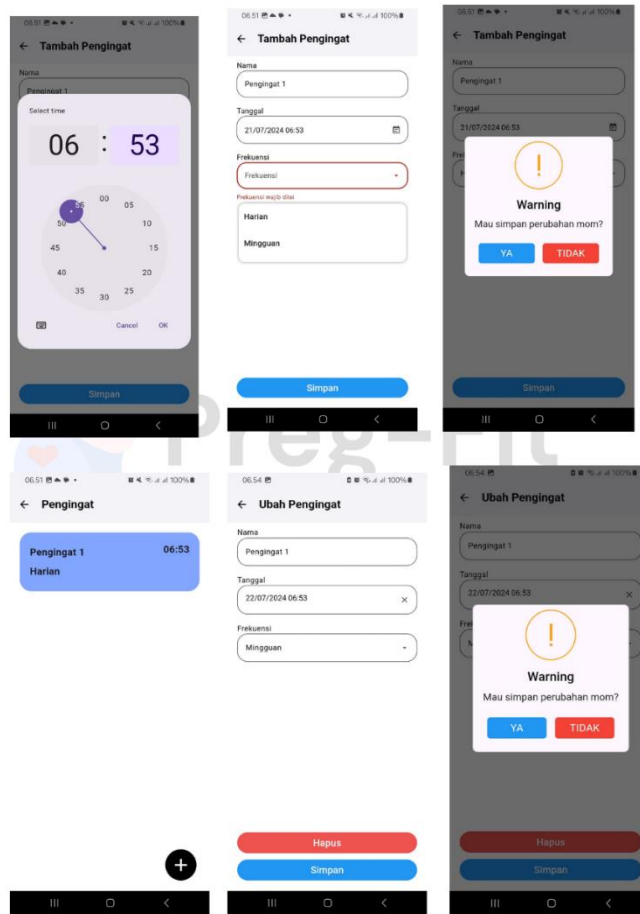 06.51 100%
← Tambah Pengingat
Nama
Pengingat 1
Select time
06 : 53
00
05
10
15
20
25
30
35
40
45
50
55
Cancel OK
Simpan
06.51 100%
← Tambah Pengingat
Nama
Pengingat 1
Tanggal
21/07/2024 06:53
Frekuensi
Frekuensi
Frekuensi wajib diisi
Harian
Mingguan
Simpan
06.51 100%
← Tambah Pengingat
Nama
Pengingat 1
Tanggal
21/07/2024 06:53
!
Warning
Mau simpan perubahan mom?
YA TIDAK
Simpan
Preg-Fit
06.51 100%
← Pengingat
Pengingat 1 06:53
Harian
+
06.54 100%
← Ubah Pengingat
Nama
Pengingat 1
Tanggal
22/07/2024 06:53
Frekuensi
Mingguan
Hapus
Simpan
06.54 100%
← Ubah Pengingat
Nama
Pengingat 1
Tanggal
22/07/2024 06:53
!
Warning
Mau simpan perubahan mom?
YA TIDAK
Hapus
Simpan